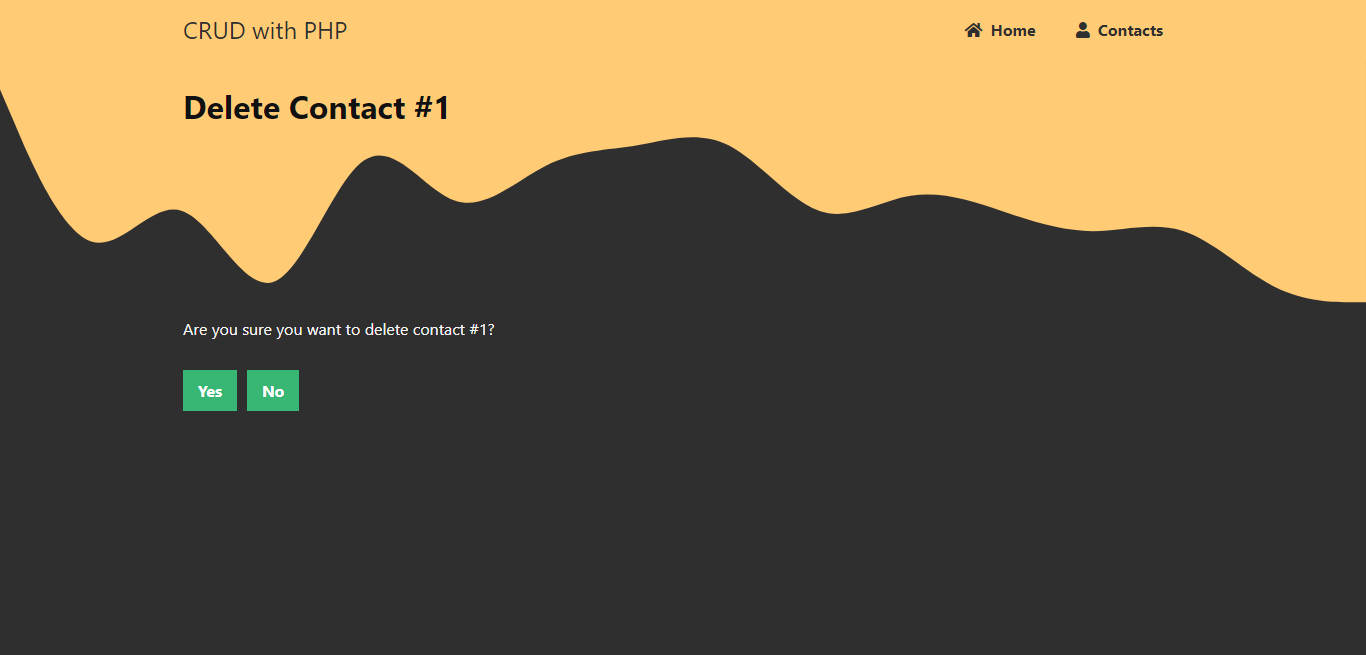 CRUD with PHP
Home
Contacts
Delete Contact #1
Are you sure you want to delete contact #1?
Yes
No